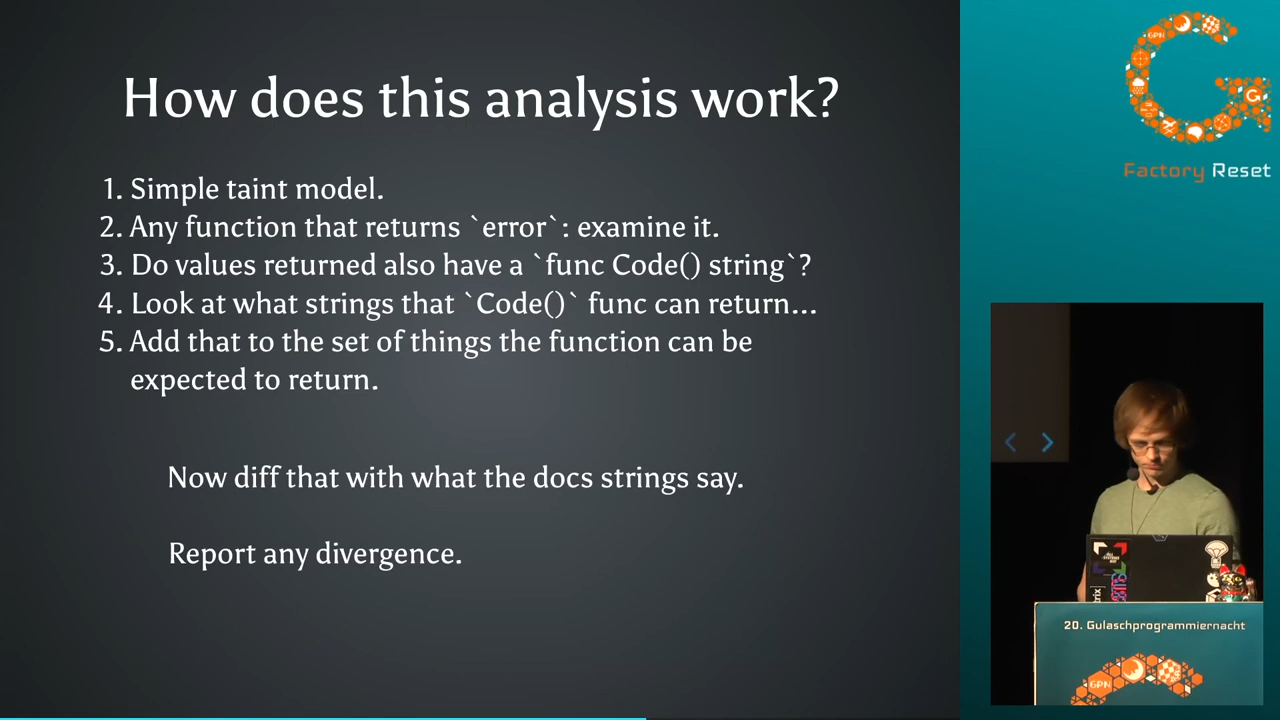 How does this analysis work?
1. Simple taint model.
2. Any function that returns `error`: examine it.
3. Do values returned also have a `func Code() string`?
4. Look at what strings that `Code()` func can return...
5. Add that to the set of things the function can be
expected to return.
Now diff that with what the docs strings say.
Report any divergence.
GPN
G
Factory Reset
20. Gulaschprogrammiernacht
GPN